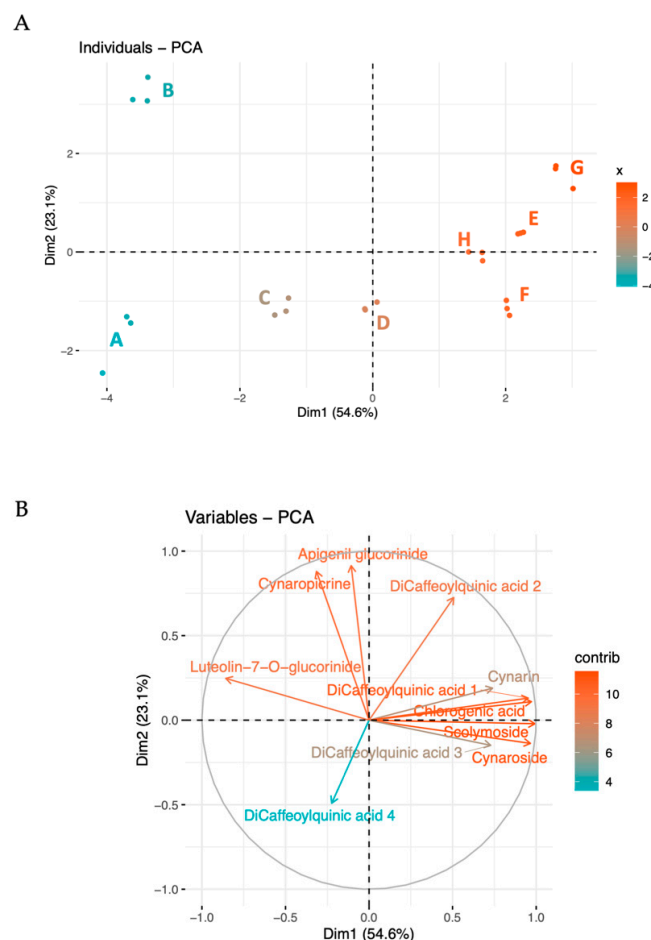 A
Individuals − PCA
B
G
E
H
C
F
D
A
2
0
−2
−4
−2
0
2
Dim1 (54.6%)
Dim2 (23.1%)
x
2
0
−2
−4
B
Variables − PCA
Apigenil glucorinide
Cynaropicrine
DiCaffeoylquinic acid 2
Luteolin−7−O−glucorinide
Cynarin
DiCaffeoylquinic acid 1
Chlorogenic acid
Scolymoside
DiCaffeoylquinic acid 3
Cynaroside
DiCaffeoylquinic acid 4
1.0
0.5
0.0
−0.5
−1.0
−1.0
−0.5
0.0
0.5
1.0
Dim1 (54.6%)
Dim2 (23.1%)
contrib
10
8
6
4